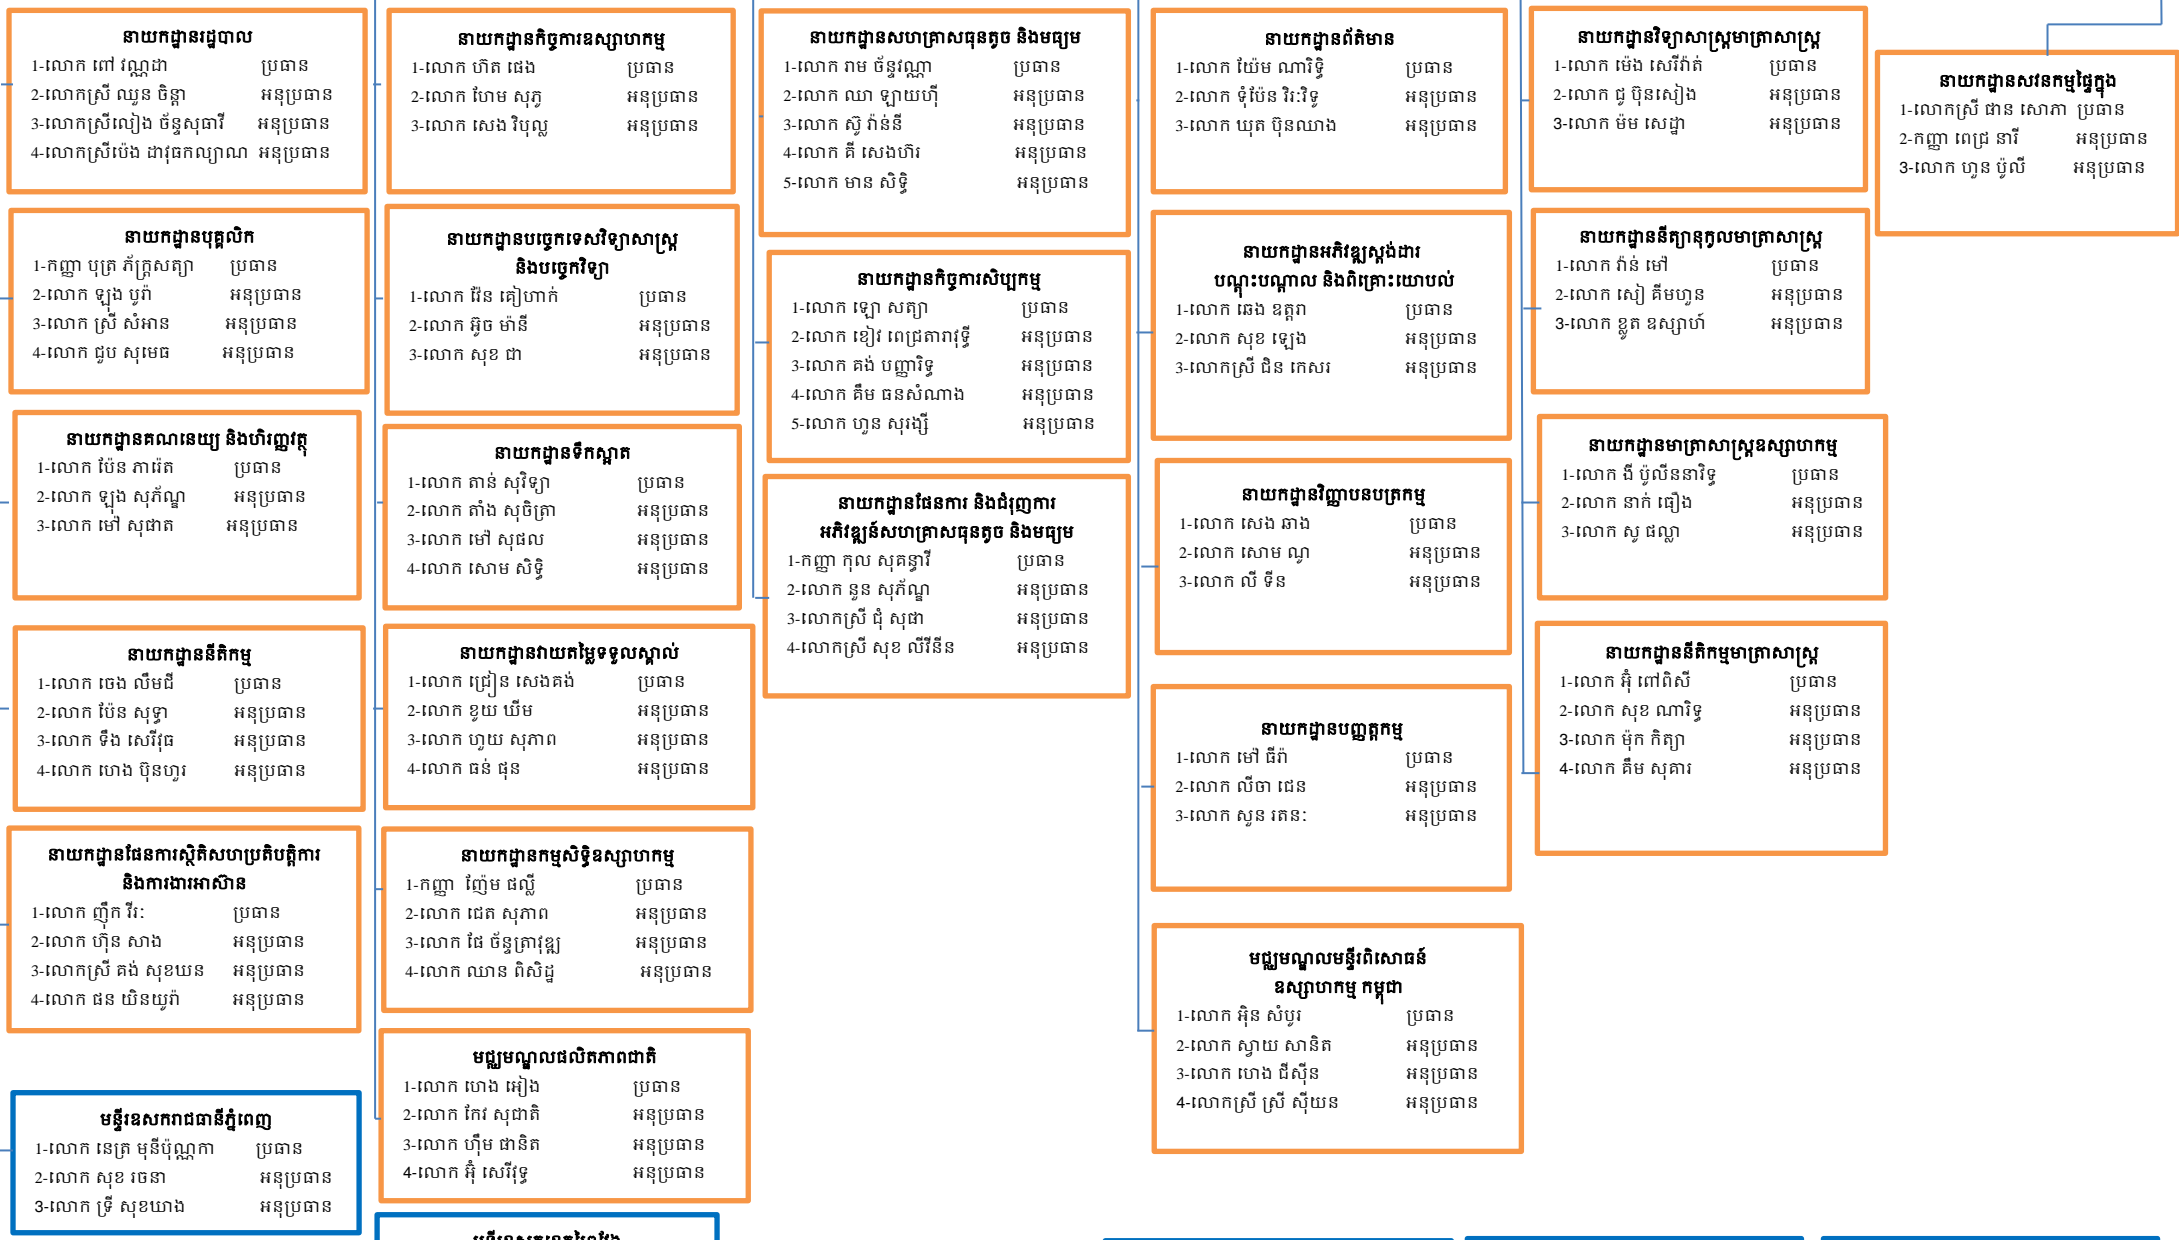 នាយកដ្ឋានរដ្ឋបាល
1-លោក ពៅ វណ្ណដា ប្រធាន
2-លោកស្រី ឈួន ចិន្តា អនុប្រធាន
3-លោកស្រីលៀង ច័ន្ទសុធារី អនុប្រធាន
4-លោកស្រីប៉េង ដាវុធកល្យាណ អនុប្រធាន
នាយកដ្ឋានបុគ្គលិក
1-កញ្ញា បុត្រ ភ័ក្ត្រសត្យា ប្រធាន
2-លោក ឡុង បូរ៉ា អនុប្រធាន
3-លោក ស្រី សំអាន អនុប្រធាន
4-លោក ជួប សុមេធ អនុប្រធាន
នាយកដ្ឋានគណនេយ្យ និងហិរញ្ញវត្ថុ
1-លោក ប៉ែន ភារ៉េត ប្រធាន
2-លោក ឡុង សុភ័ណ្ឌ អនុប្រធាន
3-លោក មៅ សុផាត អនុប្រធាន
នាយកដ្ឋាននីតិកម្ម
1-លោក ចេង លឹមជី ប្រធាន
2-លោក ប៉ែន សុទ្ធា អនុប្រធាន
3-លោក ទឹង សេរីវុធ អនុប្រធាន
4-លោក ហេង ប៊ុនហួរ អនុប្រធាន
នាយកដ្ឋានផែនការស្ថិតិសហប្រតិបត្តិការ
និងការងារអាស៊ាន
1-លោក ញ៉ឹក វីរៈ ប្រធាន
2-លោក ហ៊ុន សាង អនុប្រធាន
3-លោកស្រី គង់ សុខឃន អនុប្រធាន
4-លោក ផន យិនយូរ៉ា អនុប្រធាន
មន្ទីរឧសករាជធានីភ្នំពេញ
1-លោក នេត្រ មុនីប៉ុណ្ណកា ប្រធាន
2-លោក សុខ រចនា អនុប្រធាន
3-លោក ទ្រី សុខឃាង អនុប្រធាន
នាយកដ្ឋានកិច្ចការឧស្សាហកម្ម
1-លោក ហ៊ត ផេង ប្រធាន
2-លោក ហែម សុភូ អនុប្រធាន
3-លោក សេង វិបុល្ល អនុប្រធាន
នាយកដ្ឋានបច្ចេកទេសវិទ្យាសាស្ត្រ
និងបច្ចេកវិទ្យា
1-លោក វ៉ែន គៀហាក់ ប្រធាន
2-លោក អ៊ូច ម៉ានី អនុប្រធាន
3-លោក សុខ ជា អនុប្រធាន
នាយកដ្ឋានទឹកស្អាត
1-លោក តាន់ សុវិទ្យា ប្រធាន
2-លោក តាំង សុចិត្រា អនុប្រធាន
3-លោក មៅ សុផល អនុប្រធាន
4-លោក សោម សិទ្ធិ អនុប្រធាន
នាយកដ្ឋានវាយតម្លៃទទួលស្គាល់
1-លោក ជ្រៀន សេងគង់ ប្រធាន
2-លោក ខូយ ឃីម អនុប្រធាន
3-លោក ហួយ សុភាព អនុប្រធាន
4-លោក ធន់ ផុន អនុប្រធាន
នាយកដ្ឋានកម្មសិទ្ធិឧស្សាហកម្ម
1-កញ្ញា ញ៉ែម ផល្លី ប្រធាន
2-លោក ជេត សុភាព អនុប្រធាន
3-លោក ផែ ច័ន្ទត្រាវុឌ្ឍ អនុប្រធាន
4-លោក ឈាន ពិសិដ្ឋ អនុប្រធាន
មជ្ឈមណ្ឌលផលិតភាពជាតិ
1-លោក ហេង អៀង ប្រធាន
2-លោក កែវ សុជាតិ អនុប្រធាន
3-លោក ហ៊ឹម ផានិត អនុប្រធាន
4-លោក អ៊ុំ សេរីវុទ្ធ អនុប្រធាន
នាយកដ្ឋានសហគ្រាសធុនតូច និងមធ្យម
1-លោក រាម ច័ន្ទវណ្ណា ប្រធាន
2-លោក ឈា ឡាយហ៊ី អនុប្រធាន
3-លោក ស៊ូ វ៉ាន់នី អនុប្រធាន
4-លោក គី សេងហ៊រ អនុប្រធាន
5-លោក មាន សិទ្ធិ អនុប្រធាន
នាយកដ្ឋានកិច្ចការសិប្បកម្ម
1-លោក ឡោ សត្យា ប្រធាន
2-លោក ខៀវ ពេជ្រតារាវុទ្ធី អនុប្រធាន
3-លោក គង់ បញ្ញារិទ្ធ អនុប្រធាន
4-លោក គឹម ធនសំណាង អនុប្រធាន
5-លោក ហួន សុរង្ស៊ី អនុប្រធាន
នាយកដ្ឋានផែនការ និងជំរុញការ
អភិវឌ្ឍន៍សហគ្រាសធុនតូច និងមធ្យម
1-កញ្ញា កុល សុគន្ធាវី ប្រធាន
2-លោក នួន សុភ័ណ្ឌ អនុប្រធាន
3-លោកស្រី ជុំ សុផា អនុប្រធាន
4-លោកស្រី សុខ លីវីនីន អនុប្រធាន
នាយកដ្ឋានព័ត៌មាន
1-លោក យ៉ែម ណារិទ្ធិ ប្រធាន
2-លោក ទុំប៉ែន វិរៈវិទូ អនុប្រធាន
3-លោក ឃុត ប៊ុនឈាង អនុប្រធាន
នាយកដ្ឋានអភិវឌ្ឍស្តង់ដារ
បណ្តុះបណ្តាល និងពិគ្រោះយោបល់
1-លោក ឆេង ឧត្តរា ប្រធាន
2-លោក សុខ ឡេង អនុប្រធាន
3-លោកស្រី ជិន កេសរ អនុប្រធាន
នាយកដ្ឋានវិញ្ញាបនបត្រកម្ម
1-លោក សេង ឆាង ប្រធាន
2-លោក សោម ណូ អនុប្រធាន
3-លោក លី ទីន អនុប្រធាន
នាយកដ្ឋានបញ្ញត្តកម្ម
1-លោក មៅ ធីរ៉ា ប្រធាន
2-លោក លីចា ជេន អនុប្រធាន
3-លោក សួន រតនៈ អនុប្រធាន
មជ្ឈមណ្ឌលមន្ទីរពិសោធន៍
ឧស្សាហកម្ម កម្ពុជា
1-លោក អ៊ិន សំបូរ ប្រធាន
2-លោក ស្វាយ សានិត អនុប្រធាន
3-លោក ហេង ជីស៊ីន អនុប្រធាន
4-លោកស្រី ស្រី ស៊ីយន អនុប្រធាន
នាយកដ្ឋានវិទ្យាសាស្ត្រមាត្រាសាស្ត្រ
1-លោក ម៉េង សេរីវ៉ាត់ ប្រធាន
2-លោក ជូ ប៊ុនសៀង អនុប្រធាន
3-លោក ម៉ម សេដ្ឋា អនុប្រធាន
នាយកដ្ឋាននីត្យានុកូលមាត្រាសាស្ត្រ
1-លោក វ៉ាន់ មៅ ប្រធាន
2-លោក សៀ គីមហួន អនុប្រធាន
3-លោក ខ្លូត ឧស្សាហ៍ អនុប្រធាន
នាយកដ្ឋានមាត្រាសាស្ត្រឧស្សាហកម្ម
1-លោក ងី ប៉ូលីននារិទ្ធ ប្រធាន
2-លោក នាក់ ធឿង អនុប្រធាន
3-លោក សូ ផល្លា អនុប្រធាន
នាយកដ្ឋាននីតិកម្មមាត្រាសាស្ត្រ
1-លោក អ៊ុំ ពៅពិសី ប្រធាន
2-លោក សុខ ណារិទ្ធ អនុប្រធាន
3-លោក ម៉ុក កិត្យា អនុប្រធាន
4-លោក គឹម សុគារ អនុប្រធាន
នាយកដ្ឋានសវនកម្មផ្ទៃក្នុង
1-លោកស្រី ផាន សោភា ប្រធាន
2-កញ្ញា ពេជ្រ នារី អនុប្រធាន
3-លោក ហួន ប៉ូលី អនុប្រធាន